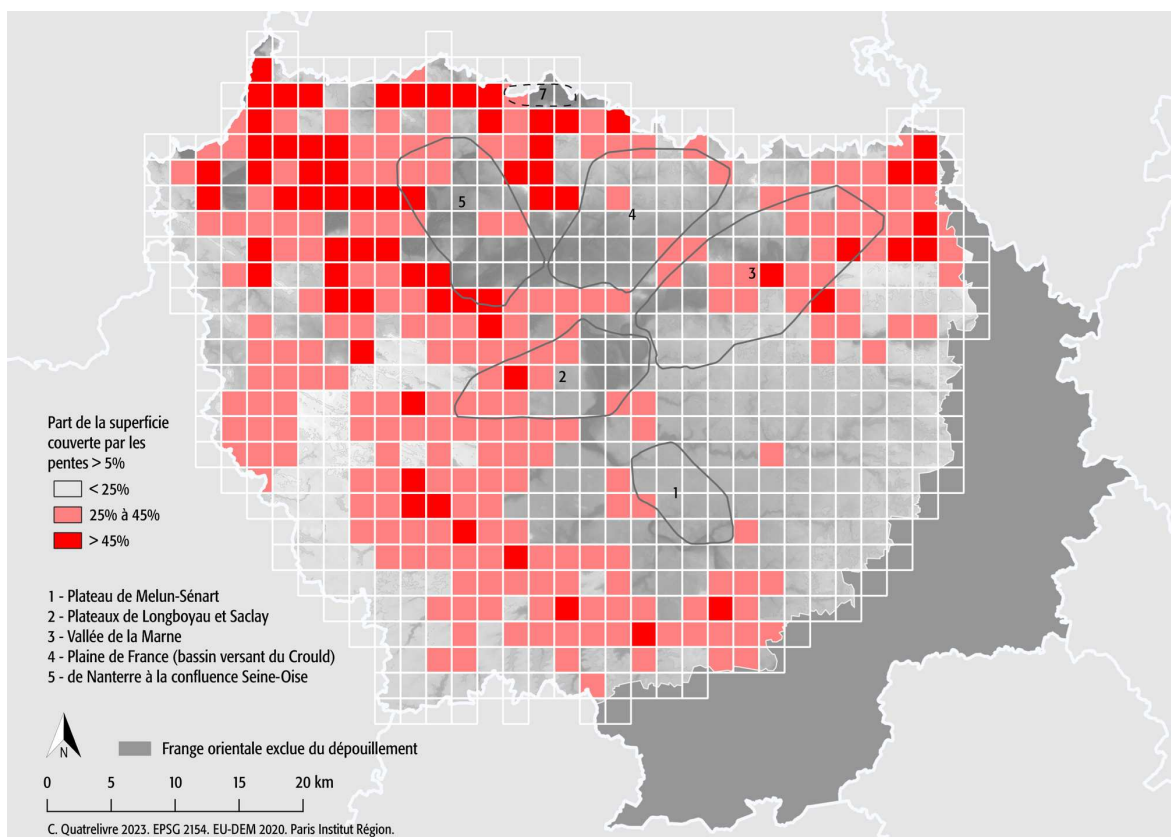 7
5
4
3
2
1
Part de la superficie
couverte par les
pentes > 5%
< 25%
25% à 45%
> 45%
1 - Plateau de Melun-Sénart
2 - Plateaux de Longboyau et Saclay
3 - Vallée de la Marne
4 - Plaine de France (bassin versant du Crould)
5 - de Nanterre à la confluence Seine-Oise
N
Frange orientale exclue du dépouillement
0 5 10 15 20 km
C. Quatrelivre 2023. EPSG 2154. EU-DEM 2020. Paris Institut Région.